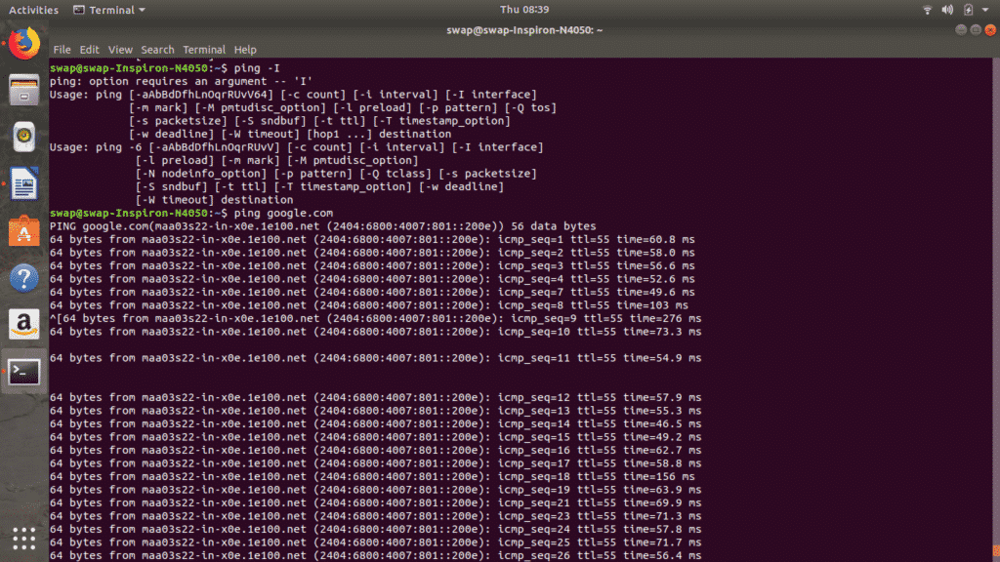 Activities Terminal Thu 08:39
swap@swap-Inspiron-N4050: ~
File Edit View Search Terminal Help
swap@swap-Inspiron-N4050:~$ ping -I
ping: option requires an argument -- 'I'
Usage: ping [-aAbBdDfhLnOqrRUvV64] [-c count] [-i interval] [-I interface]
[-m mark] [-M pmtudisc_option] [-l preload] [-p pattern] [-Q tos]
[-s packetsize] [-S sndbuf] [-t ttl] [-T timestamp_option]
[-w deadline] [-W timeout] [hop1 ...] destination
Usage: ping -6 [-aAbBdDfhLnOqrRUvV] [-c count] [-i interval] [-I interface]
[-l preload] [-m mark] [-M pmtudisc_option]
[-N nodeinfo_option] [-p pattern] [-Q tclass] [-s packetsize]
[-S sndbuf] [-t ttl] [-T timestamp_option] [-w deadline]
[-W timeout] destination
swap@swap-Inspiron-N4050:~$ ping google.com
PING google.com(maa03s22-in-x0e.1e100.net (2404:6800:4007:801::200e)) 56 data bytes
64 bytes from maa03s22-in-x0e.1e100.net (2404:6800:4007:801::200e): icmp_seq=1 ttl=55 time=60.8 ms
64 bytes from maa03s22-in-x0e.1e100.net (2404:6800:4007:801::200e): icmp_seq=2 ttl=55 time=58.0 ms
64 bytes from maa03s22-in-x0e.1e100.net (2404:6800:4007:801::200e): icmp_seq=3 ttl=55 time=56.6 ms
64 bytes from maa03s22-in-x0e.1e100.net (2404:6800:4007:801::200e): icmp_seq=4 ttl=55 time=52.6 ms
64 bytes from maa03s22-in-x0e.1e100.net (2404:6800:4007:801::200e): icmp_seq=7 ttl=55 time=49.6 ms
64 bytes from maa03s22-in-x0e.1e100.net (2404:6800:4007:801::200e): icmp_seq=8 ttl=55 time=103 ms
^[64 bytes from maa03s22-in-x0e.1e100.net (2404:6800:4007:801::200e): icmp_seq=9 ttl=55 time=276 ms
64 bytes from maa03s22-in-x0e.1e100.net (2404:6800:4007:801::200e): icmp_seq=10 ttl=55 time=73.3 ms
64 bytes from maa03s22-in-x0e.1e100.net (2404:6800:4007:801::200e): icmp_seq=11 ttl=55 time=54.9 ms
64 bytes from maa03s22-in-x0e.1e100.net (2404:6800:4007:801::200e): icmp_seq=12 ttl=55 time=57.9 ms
64 bytes from maa03s22-in-x0e.1e100.net (2404:6800:4007:801::200e): icmp_seq=13 ttl=55 time=55.3 ms
64 bytes from maa03s22-in-x0e.1e100.net (2404:6800:4007:801::200e): icmp_seq=14 ttl=55 time=46.5 ms
64 bytes from maa03s22-in-x0e.1e100.net (2404:6800:4007:801::200e): icmp_seq=15 ttl=55 time=49.2 ms
64 bytes from maa03s22-in-x0e.1e100.net (2404:6800:4007:801::200e): icmp_seq=16 ttl=55 time=62.7 ms
64 bytes from maa03s22-in-x0e.1e100.net (2404:6800:4007:801::200e): icmp_seq=17 ttl=55 time=58.8 ms
64 bytes from maa03s22-in-x0e.1e100.net (2404:6800:4007:801::200e): icmp_seq=18 ttl=55 time=156 ms
64 bytes from maa03s22-in-x0e.1e100.net (2404:6800:4007:801::200e): icmp_seq=19 ttl=55 time=63.9 ms
64 bytes from maa03s22-in-x0e.1e100.net (2404:6800:4007:801::200e): icmp_seq=21 ttl=55 time=69.9 ms
64 bytes from maa03s22-in-x0e.1e100.net (2404:6800:4007:801::200e): icmp_seq=23 ttl=55 time=71.3 ms
64 bytes from maa03s22-in-x0e.1e100.net (2404:6800:4007:801::200e): icmp_seq=24 ttl=55 time=57.8 ms
64 bytes from maa03s22-in-x0e.1e100.net (2404:6800:4007:801::200e): icmp_seq=25 ttl=55 time=71.7 ms
64 bytes from maa03s22-in-x0e.1e100.net (2404:6800:4007:801::200e): icmp_seq=26 ttl=55 time=56.4 ms